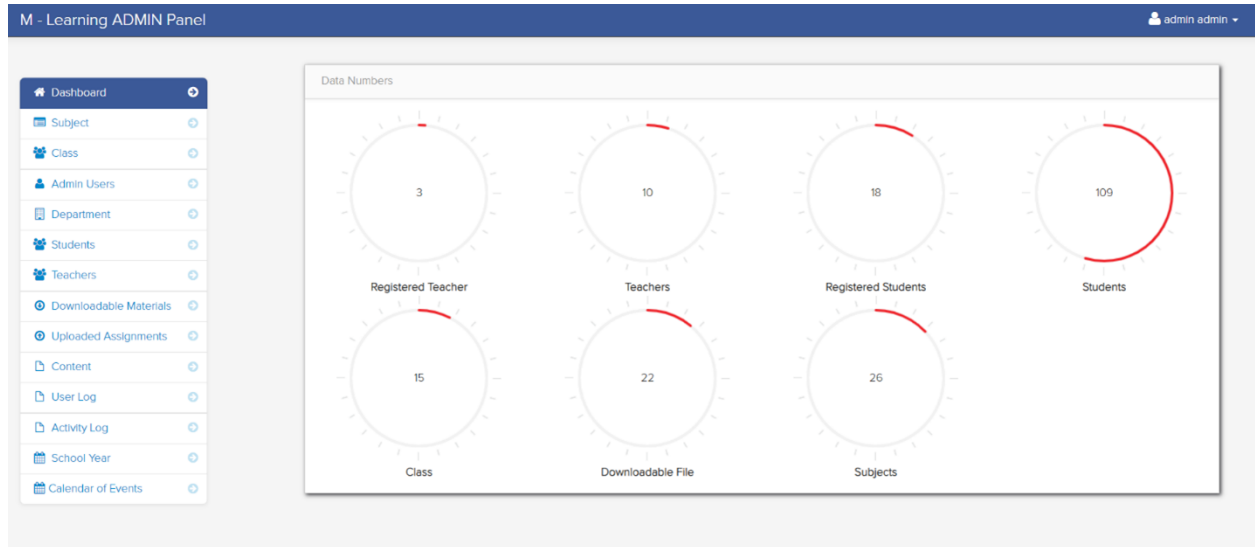 M - Learning ADMIN Panel
admin admin
Dashboard
Subject
Class
Admin Users
Department
Students
Teachers
Downloadable Materials
Uploaded Assignments
Content
User Log
Activity Log
School Year
Calendar of Events
Data Numbers
3
Registered Teacher
10
Teachers
18
Registered Students
109
Students
15
Class
22
Downloadable File
26
Subjects